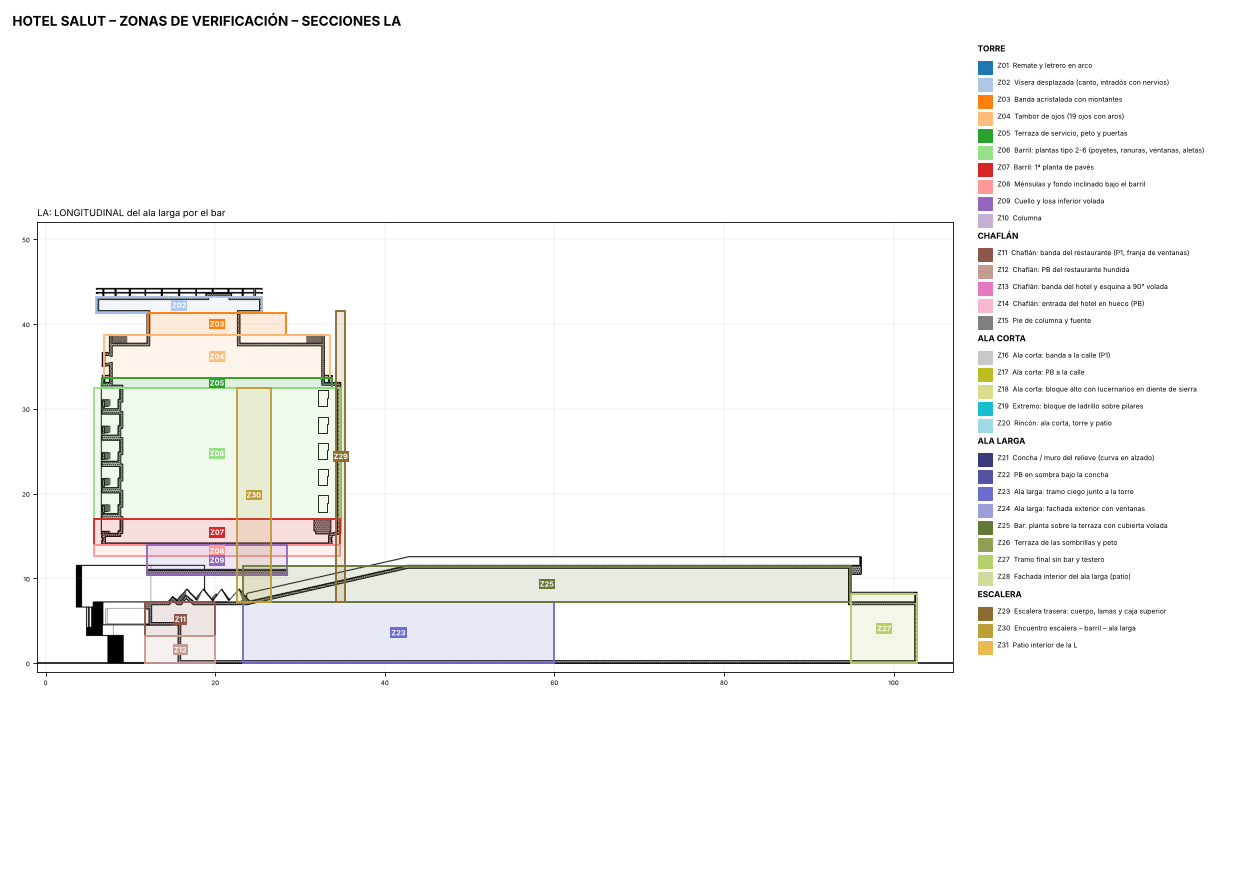 HOTEL SALUT – ZONAS DE VERIFICACIÓN – SECCIONES LA
LA: LONGITUDINAL del ala larga por el bar
50
40
30
20
10
0
0
20
40
60
80
100
Z02
Z03
Z04
Z05
Z06
Z29
Z30
Z07
Z08
Z09
Z25
Z11
Z23
Z27
Z12
TORRE
Z01 Remate y letrero en arco
Z02 Visera desplazada (canto, intradós con nervios)
Z03 Banda acristalada con montantes
Z04 Tambor de ojos (19 ojos con aros)
Z05 Terraza de servicio, peto y puertas
Z06 Barril: plantas tipo 2-6 (poyetes, ranuras, ventanas, aletas)
Z07 Barril: 1ª planta de pavés
Z08 Ménsulas y fondo inclinado bajo el barril
Z09 Cuello y losa inferior volada
Z10 Columna
CHAFLÁN
Z11 Chaflán: banda del restaurante (P1, franja de ventanas)
Z12 Chaflán: PB del restaurante hundida
Z13 Chaflán: banda del hotel y esquina a 90° volada
Z14 Chaflán: entrada del hotel en hueco (PB)
Z15 Pie de columna y fuente
ALA CORTA
Z16 Ala corta: banda a la calle (P1)
Z17 Ala corta: PB a la calle
Z18 Ala corta: bloque alto con lucernarios en diente de sierra
Z19 Extremo: bloque de ladrillo sobre pilares
Z20 Rincón: ala corta, torre y patio
ALA LARGA
Z21 Concha / muro del relieve (curva en alzado)
Z22 PB en sombra bajo la concha
Z23 Ala larga: tramo ciego junto a la torre
Z24 Ala larga: fachada exterior con ventanas
Z25 Bar: planta sobre la terraza con cubierta volada
Z26 Terraza de las sombrillas y peto
Z27 Tramo final sin bar y testero
Z28 Fachada interior del ala larga (patio)
ESCALERA
Z29 Escalera trasera: cuerpo, lamas y caja superior
Z30 Encuentro escalera – barril – ala larga
Z31 Patio interior de la L